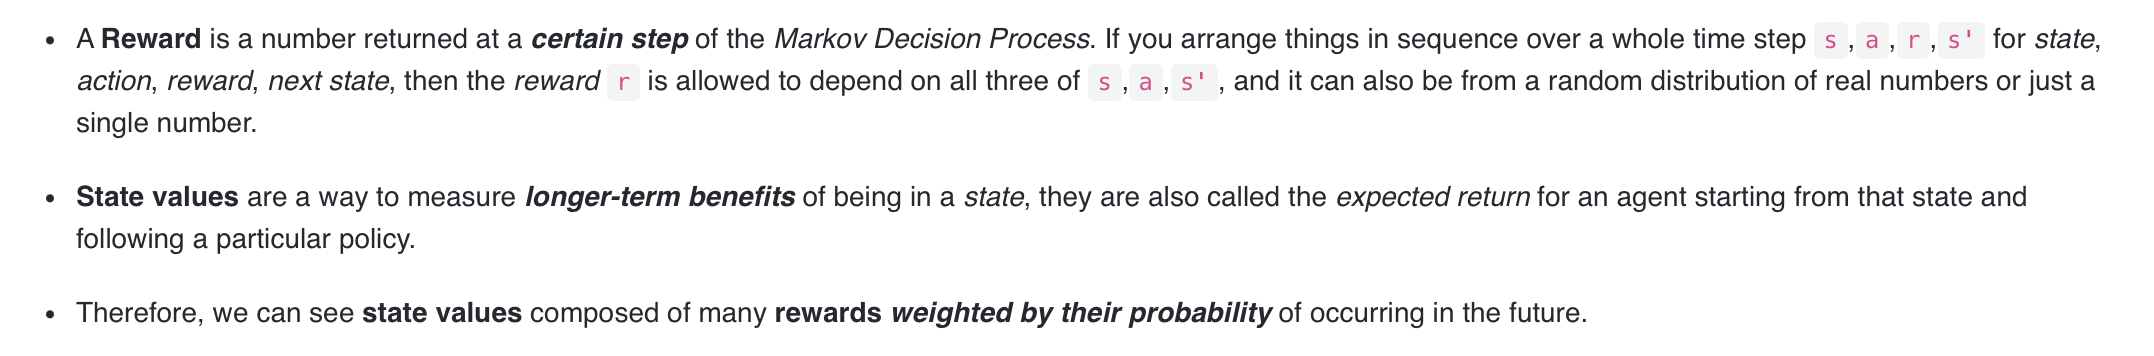 • A Reward is a number returned at a certain step of the Markov Decision Process. If you arrange things in sequence over a whole time step s , a , r , s' for state,
action, reward, next state, then the reward r is allowed to depend on all three of s , a , s' , and it can also be from a random distribution of real numbers or just a
single number.
• State values are a way to measure longer-term benefits of being in a state, they are also called the expected return for an agent starting from that state and
following a particular policy.
• Therefore, we can see state values composed of many rewards weighted by their probability of occurring in the future.